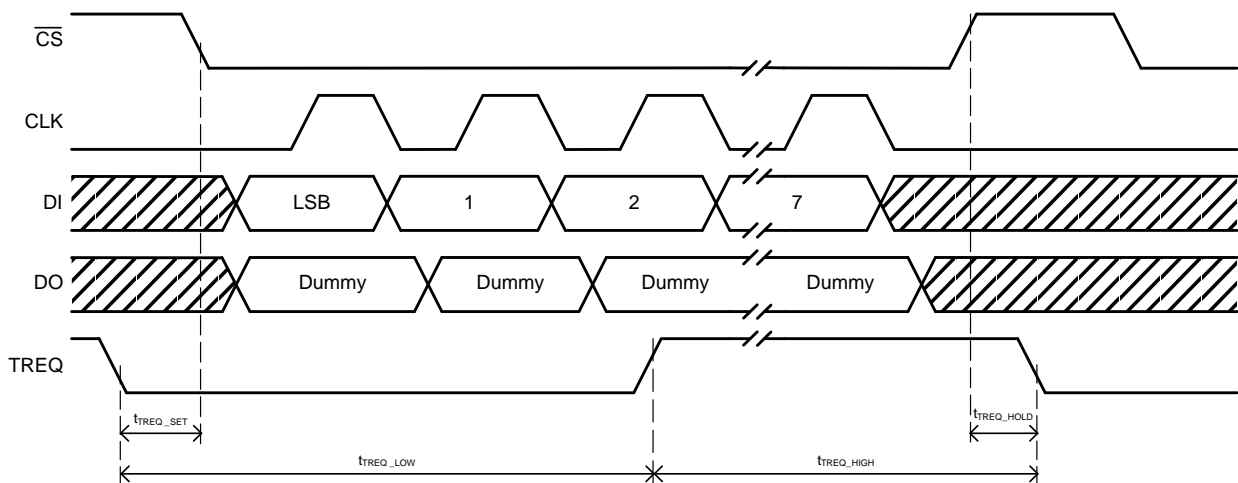 CS
CLK
DI LSB 1 2 7
DO Dummy Dummy Dummy Dummy
TREQ
tTREQ_SET tTREQ_HOLD
tTREQ_LOW tTREQ_HIGH